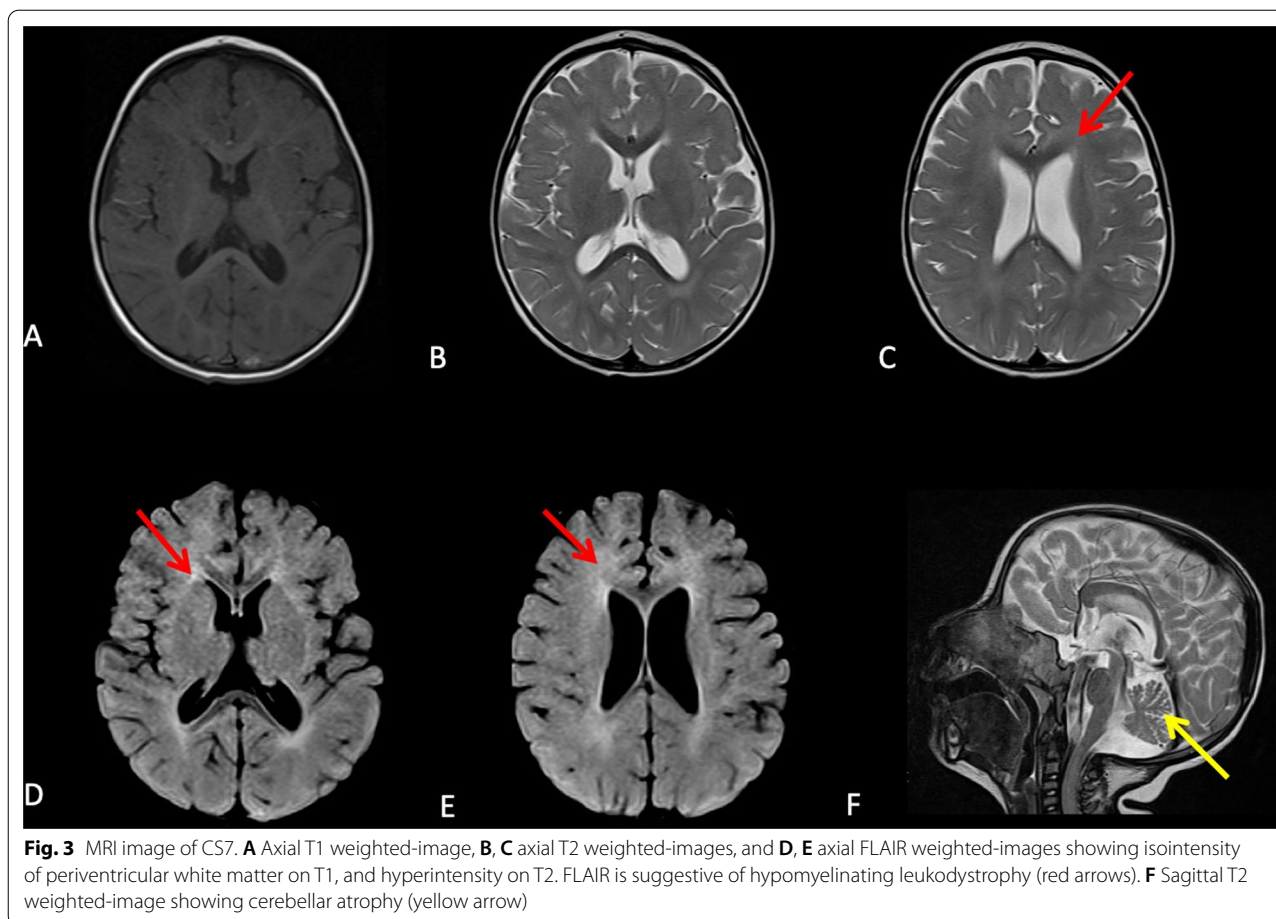 A
B
C
D
E
F
Fig. 3 MRI image of CS7. A Axial T1 weighted-image, B, C axial T2 weighted-images, and D, E axial FLAIR weighted-images showing isointensity
of periventricular white matter on T1, and hyperintensity on T2. FLAIR is suggestive of hypomyelinating leukodystrophy (red arrows). F Sagittal T2
weighted-image showing cerebellar atrophy (yellow arrow)